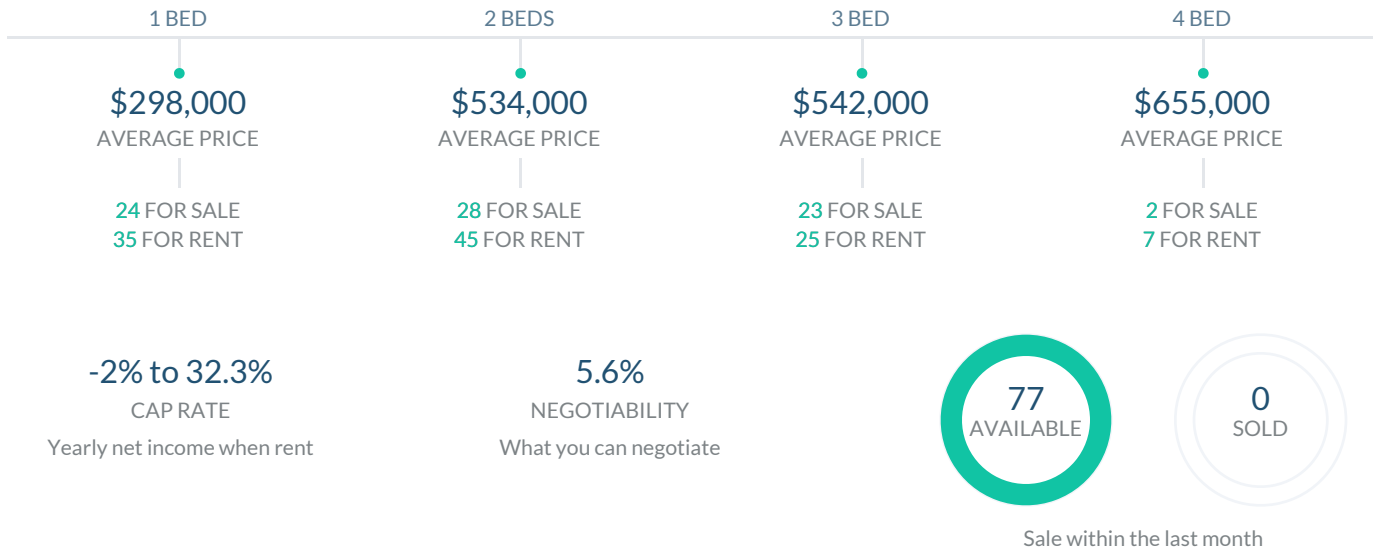 1 BED
2 BEDS
3 BED
4 BED
$298,000
$534,000
$542,000
$655,000
AVERAGE PRICE
AVERAGE PRICE
AVERAGE PRICE
AVERAGE PRICE
24 FOR SALE
28 FOR SALE
23 FOR SALE
2 FOR SALE
35 FOR RENT
45 FOR RENT
25 FOR RENT
7 FOR RENT
-2% to 32.3%
CAP RATE
Yearly net income when rent
5.6%
NEGOTIABILITY
What you can negotiate
77
AVAILABLE
0
SOLD
Sale within the last month